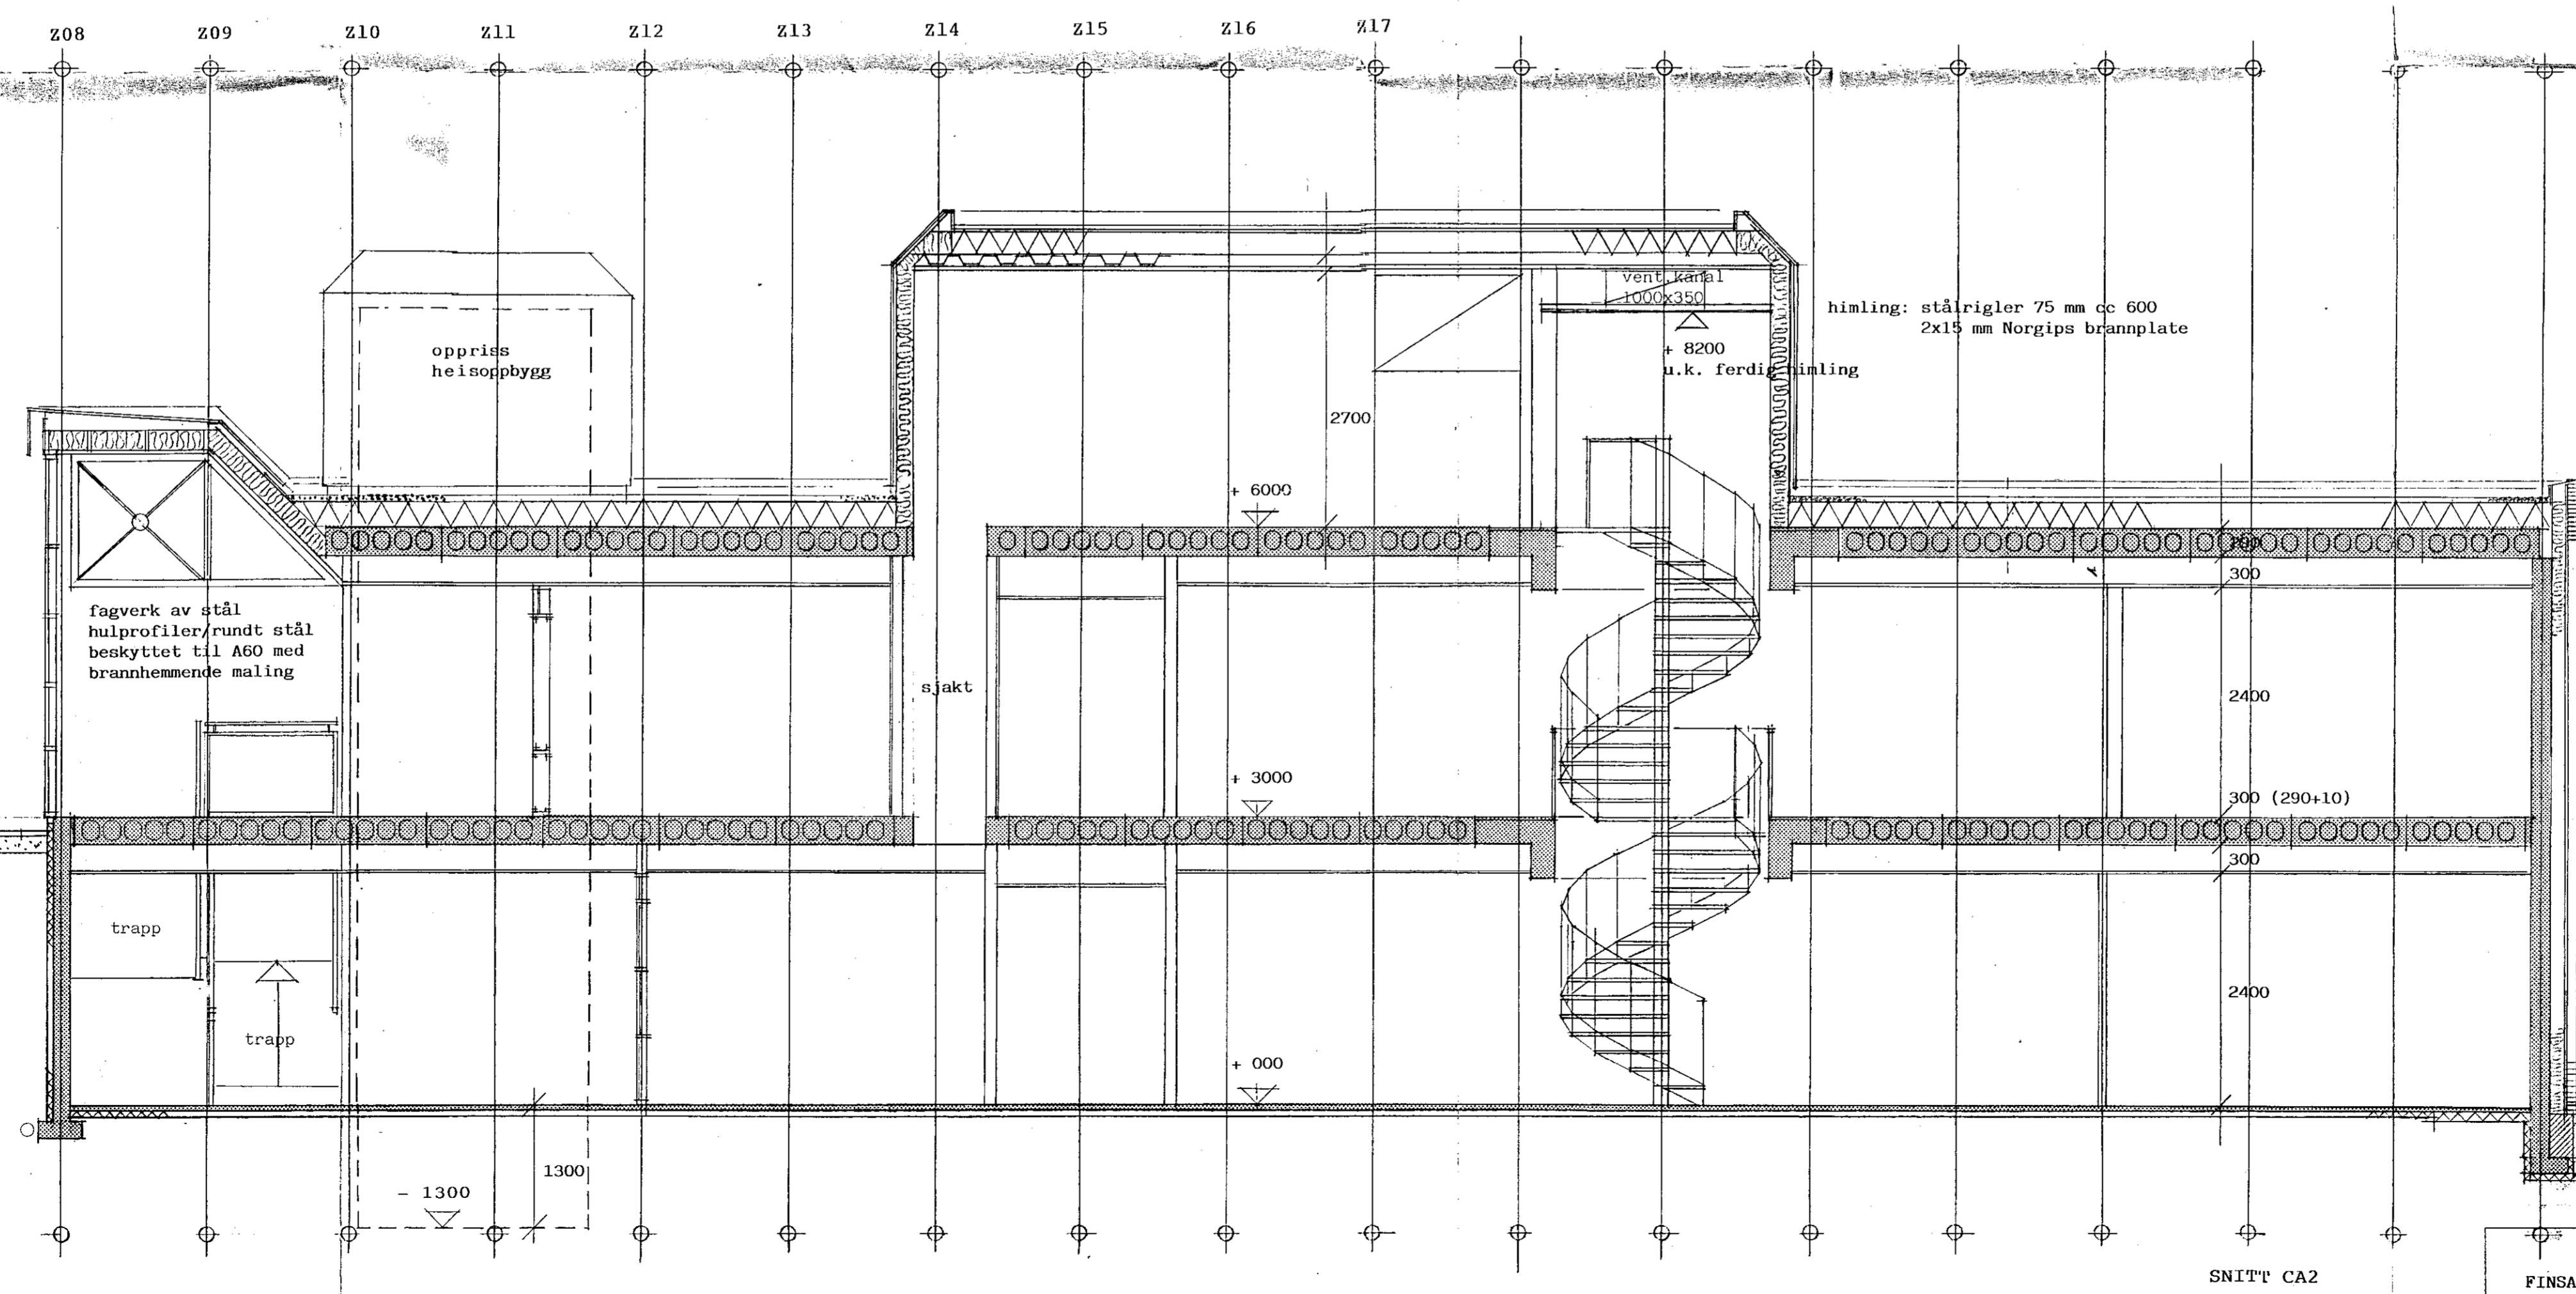 Z08 Z09 Z10 Z11 Z12 Z13 Z14 Z15 Z16 Z17
vent.kanal
1000x350
himling: stålrigler 75 mm cc 600
2x15 mm Norgips brannplate
oppriss
heisoppbygg
+ 8200
u.k. ferdig himling
2700
+ 6000
300
fagverk av stål
hulprofiler/rundt stål
beskyttet til A60 med
brannhemmende maling
sjakt
2400
+ 3000
300 (290+10)
300
trapp
2400
trapp
+ 000
1300
- 1300
SNITT CA2
FINSA